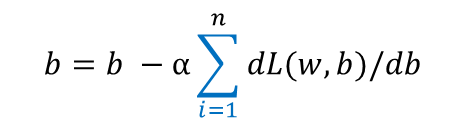 b = b − α ∑_{i=1}^{n} dL(w, b)/db